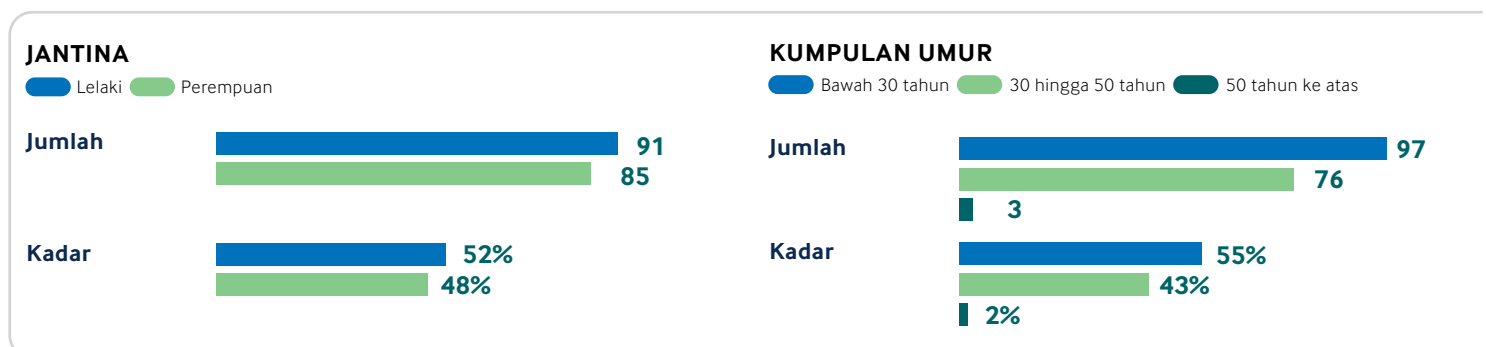 JANTINA
Lelaki Perempuan
Jumlah
91
85
Kadar
52%
48%
KUMPULAN UMUR
Bawah 30 tahun 30 hingga 50 tahun 50 tahun ke atas
Jumlah
97
76
3
Kadar
55%
43%
2%